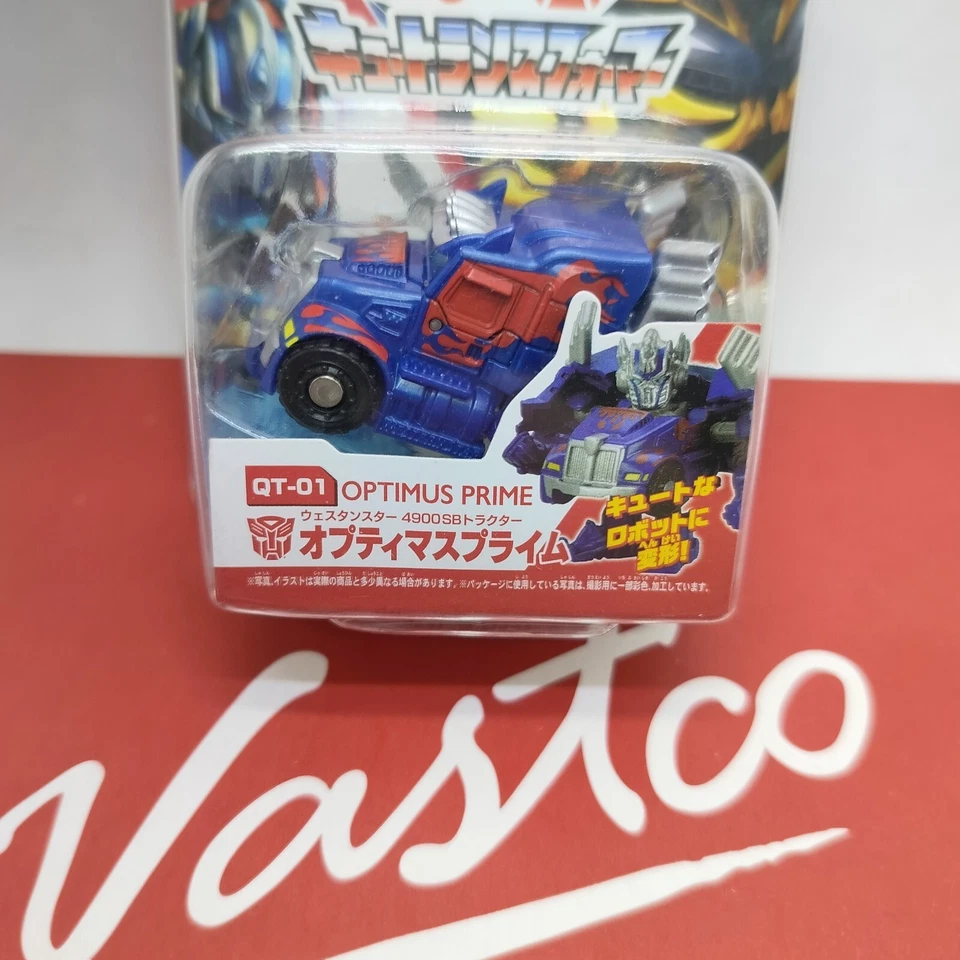 キュートランスフォーマー
QT-01 OPTIMUS PRIME
ウェスタンスター 4900SBトラクター
オプティマスプライム
キュートな
ロボットに
へんけい
変形!
※写真、イラストは実際の商品と多少異なる場合があります。※パッケージに使用している写真は、撮影用に一部彩色、加工しています。
Vastco